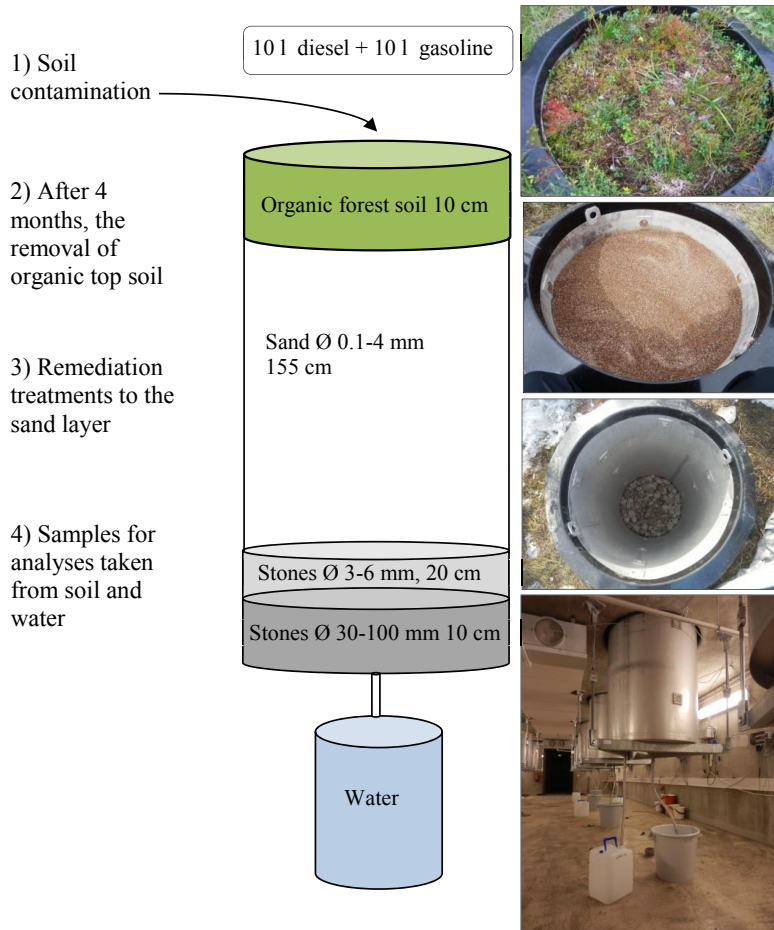 10 l diesel + 10 l gasoline
1) Soil
contamination
Organic forest soil 10 cm
2) After 4
months, the
removal of
organic top soil
Sand Ø 0.1-4 mm
155 cm
3) Remediation
treatments to the
sand layer
4) Samples for
analyses taken
from soil and
water
Stones Ø 3-6 mm, 20 cm
Stones Ø 30-100 mm 10 cm
Water